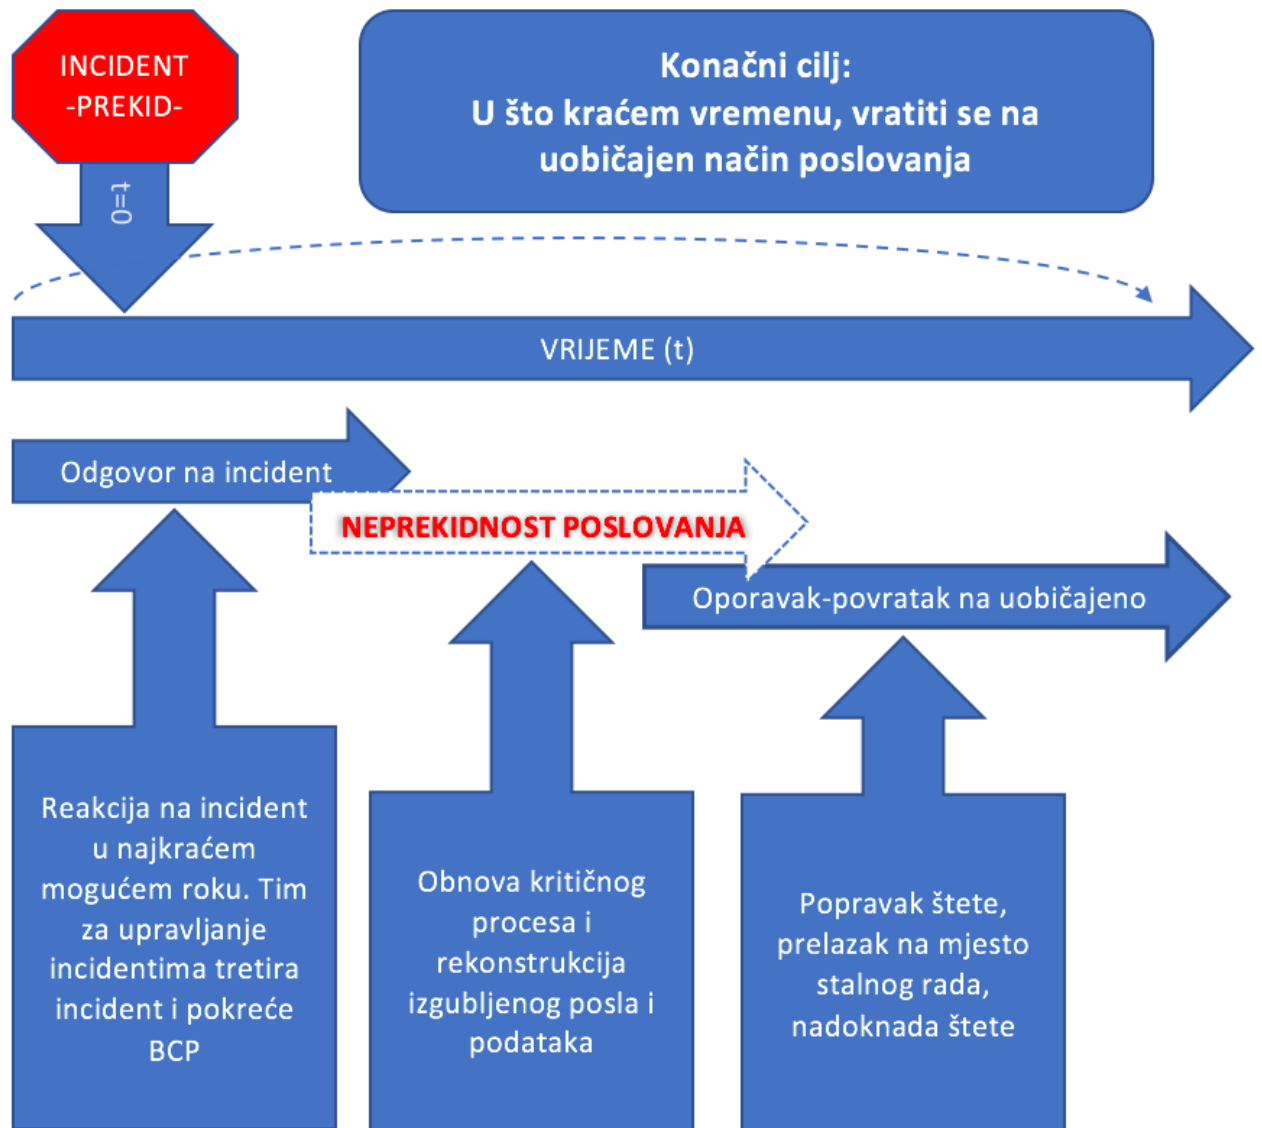 INCIDENT
-PREKID-
Konačni cilj:
U što kraćem vremenu, vratiti se na
uobičajen način poslovanja
t=0
VRIJEME (t)
Odgovor na incident
NEPREKIDNOST POSLOVANJA
Oporavak-povratak na uobičajeno
Reakcija na incident
u najkraćem
mogućem roku. Tim
za upravljanje
incidentima tretira
incident i pokreće
BCP
Obnova kritičnog
procesa i
rekonstrukcija
izgubljenog posla i
podataka
Popravak štete,
prelazak na mjesto
stalnog rada,
nadoknada štete